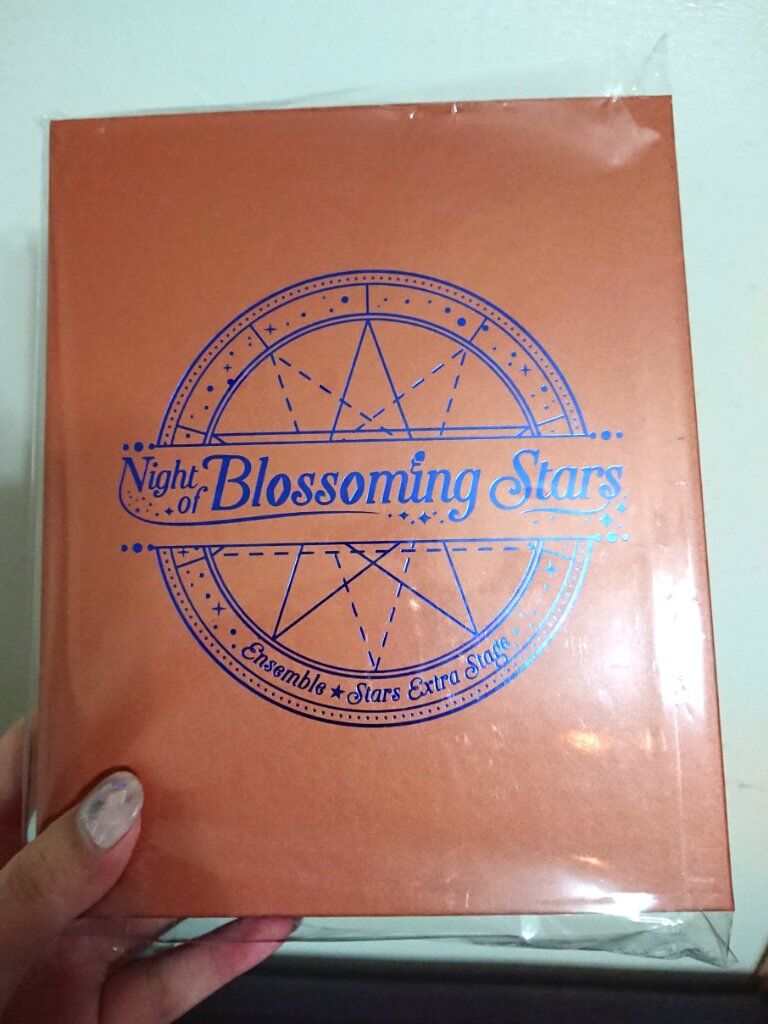 Night of Blossoming Stars
Ensemble★Stars Extra Stage